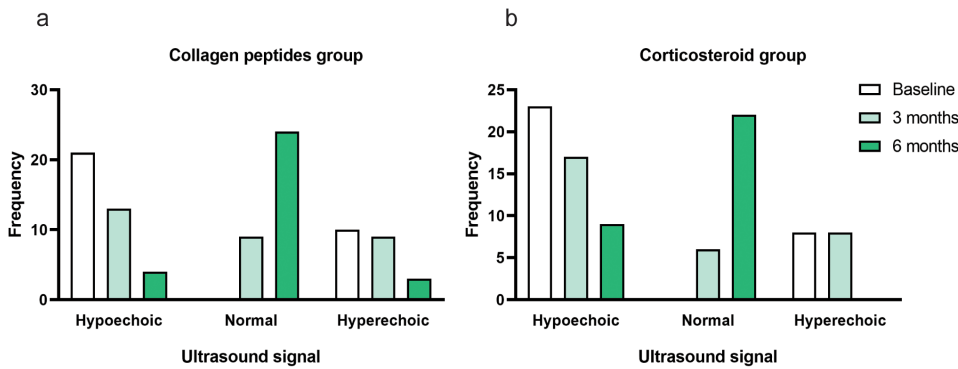 a
Collagen peptides group
30
20
10
0
Frequency
Hypoechoic Normal Hyperechoic
Ultrasound signal
b
Corticosteroid group
25
20
15
10
5
0
Frequency
Hypoechoic Normal Hyperechoic
Ultrasound signal
Baseline
3 months
6 months